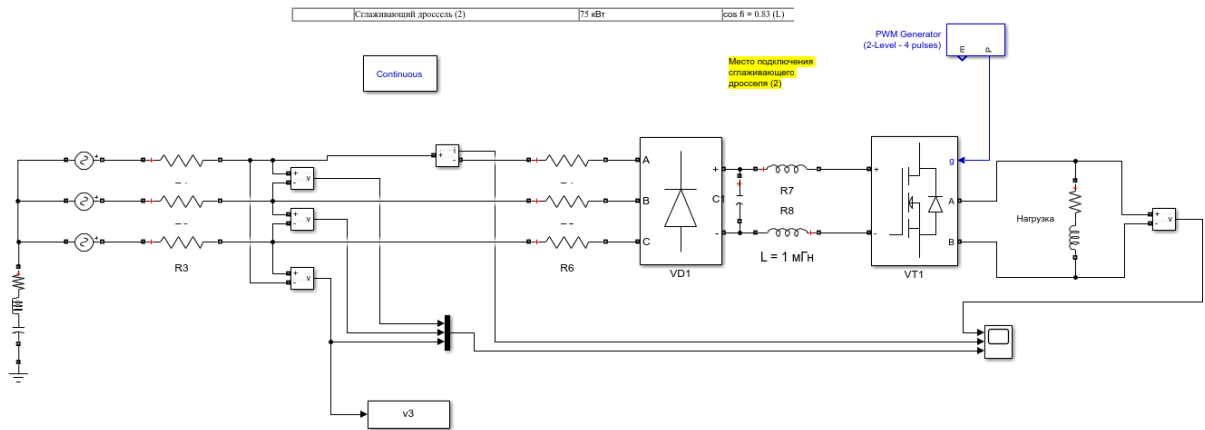 Сглаживающий дроссель (2) 75 кВт cos fi = 0.83 (L)
PWM Generator
(2-Level - 4 pulses)
m
P
Continuous
Место подключения
сглаживающего
дросселя (2)
g
A
B
C
A
B
+
-
+
-
C1
R7
R8
L = 1 мГн
Нагрузка
R3
R6
VD1
VT1
+
-
v
+
-
v
+
-
v
+
-
v
+
-
i
v3